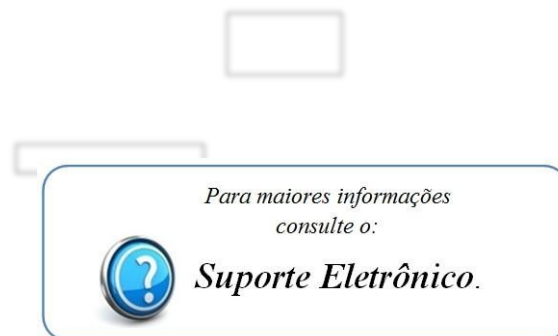 Para maiores informações
consulte o:
Suporte Eletrônico.